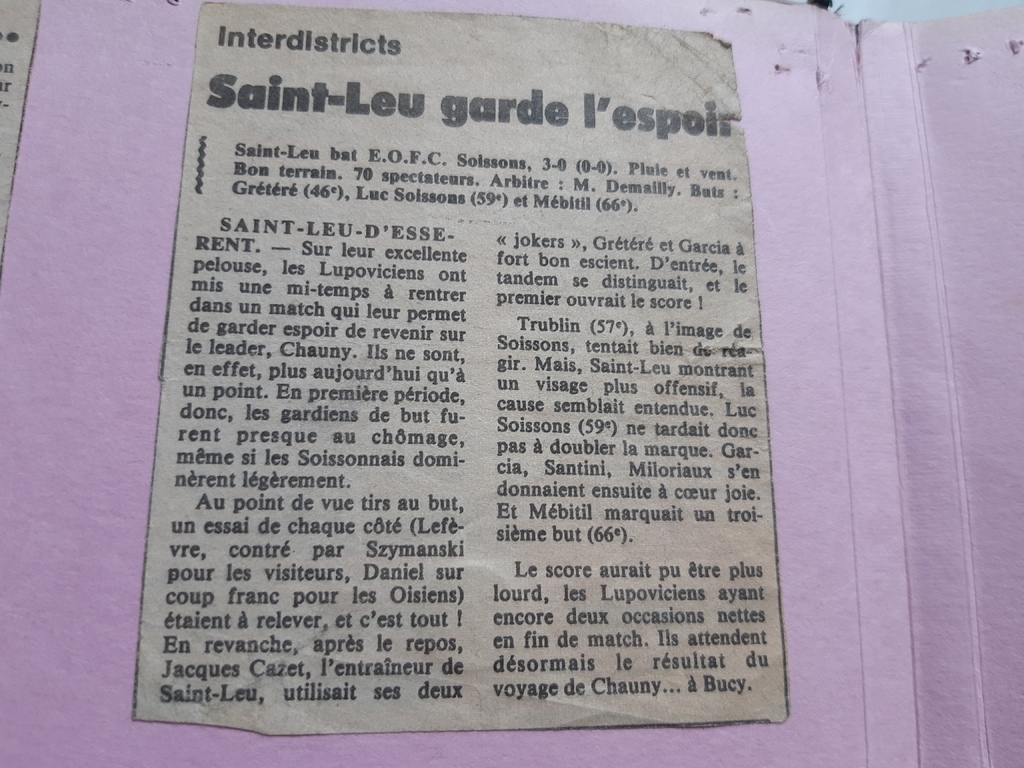 Interdistricts
Saint-Leu garde l'espoir
Saint-Leu bat E.O.F.C. Soissons, 3-0 (0-0). Pluie et vent.
Bon terrain. 70 spectateurs. Arbitre : M. Demailly. Buts :
Grétéré (46e), Luc Soissons (59e) et Mébitil (66e).
SAINT-LEU-D'ESSE-
RENT. — Sur leur excellente
pelouse, les Lupoviciens ont
mis une mi-temps à rentrer
dans un match qui leur permet
de garder espoir de revenir sur
le leader, Chauny. Ils ne sont,
en effet, plus aujourd'hui qu'à
un point. En première période,
donc, les gardiens de but fu-
rent presque au chômage,
même si les Soissonnais domi-
nèrent légèrement.
Au point de vue tirs au but,
un essai de chaque côté (Lefè-
vre, contré par Szymanski
pour les visiteurs, Daniel sur
coup franc pour les Oisiens)
étaient à relever, et c'est tout !
En revanche, après le repos,
Jacques Cazet, l'entraîneur de
Saint-Leu, utilisait ses deux
« jokers », Grétéré et Garcia à
fort bon escient. D'entrée, le
tandem se distinguait, et le
premier ouvrait le score !
Trublin (57e), à l'image de
Soissons, tentait bien de réa-
gir. Mais, Saint-Leu montrant
un visage plus offensif, la
cause semblait entendue. Luc
Soissons (59e) ne tardait donc
pas à doubler la marque. Gar-
cia, Santini, Miloriaux s'en
donnaient ensuite à cœur joie.
Et Mébitil marquait un troi-
sième but (66e).
Le score aurait pu être plus
lourd, les Lupoviciens ayant
encore deux occasions nettes
en fin de match. Ils attendent
désormais le résultat du
voyage de Chauny... à Bucy.